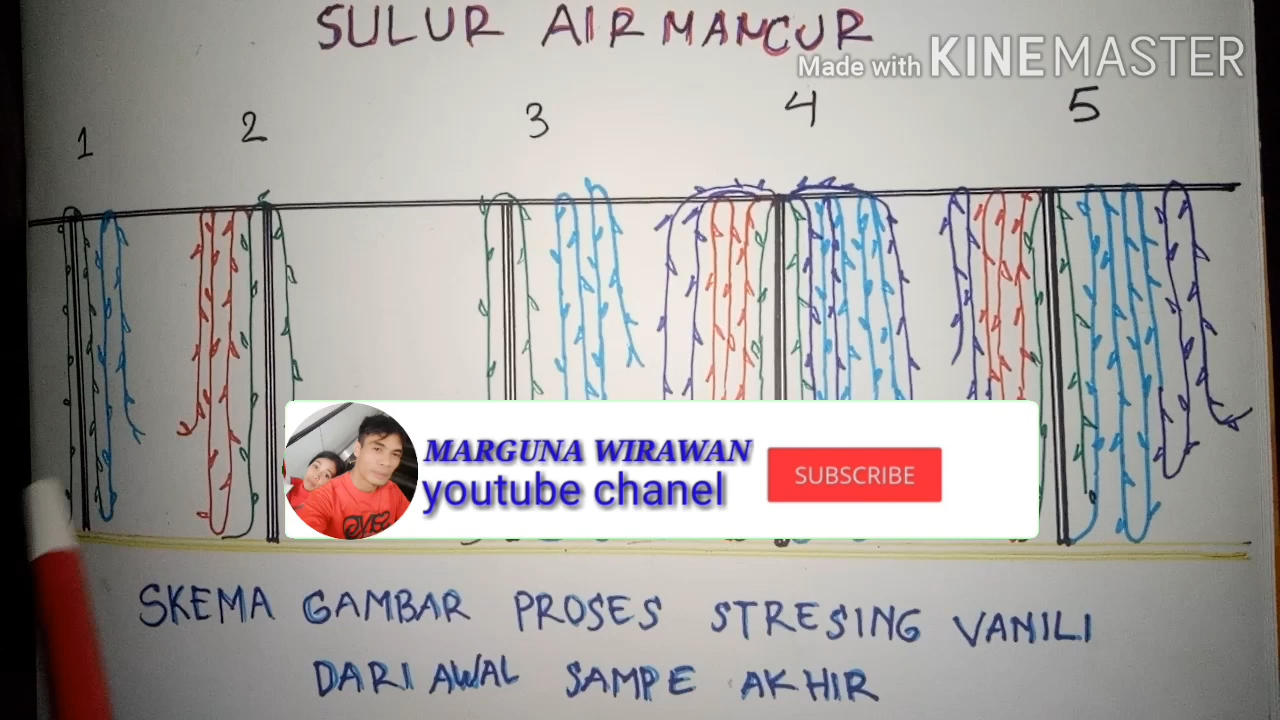 SULUR AIR MANCUR
Made with KINEMASTER
1 2 3 4 5
MARGUNA WIRAWAN
youtube chanel
SUBSCRIBE
SKEMA GAMBAR PROSES STRESING VANILI
DARI AWAL SAMPE AKHIR